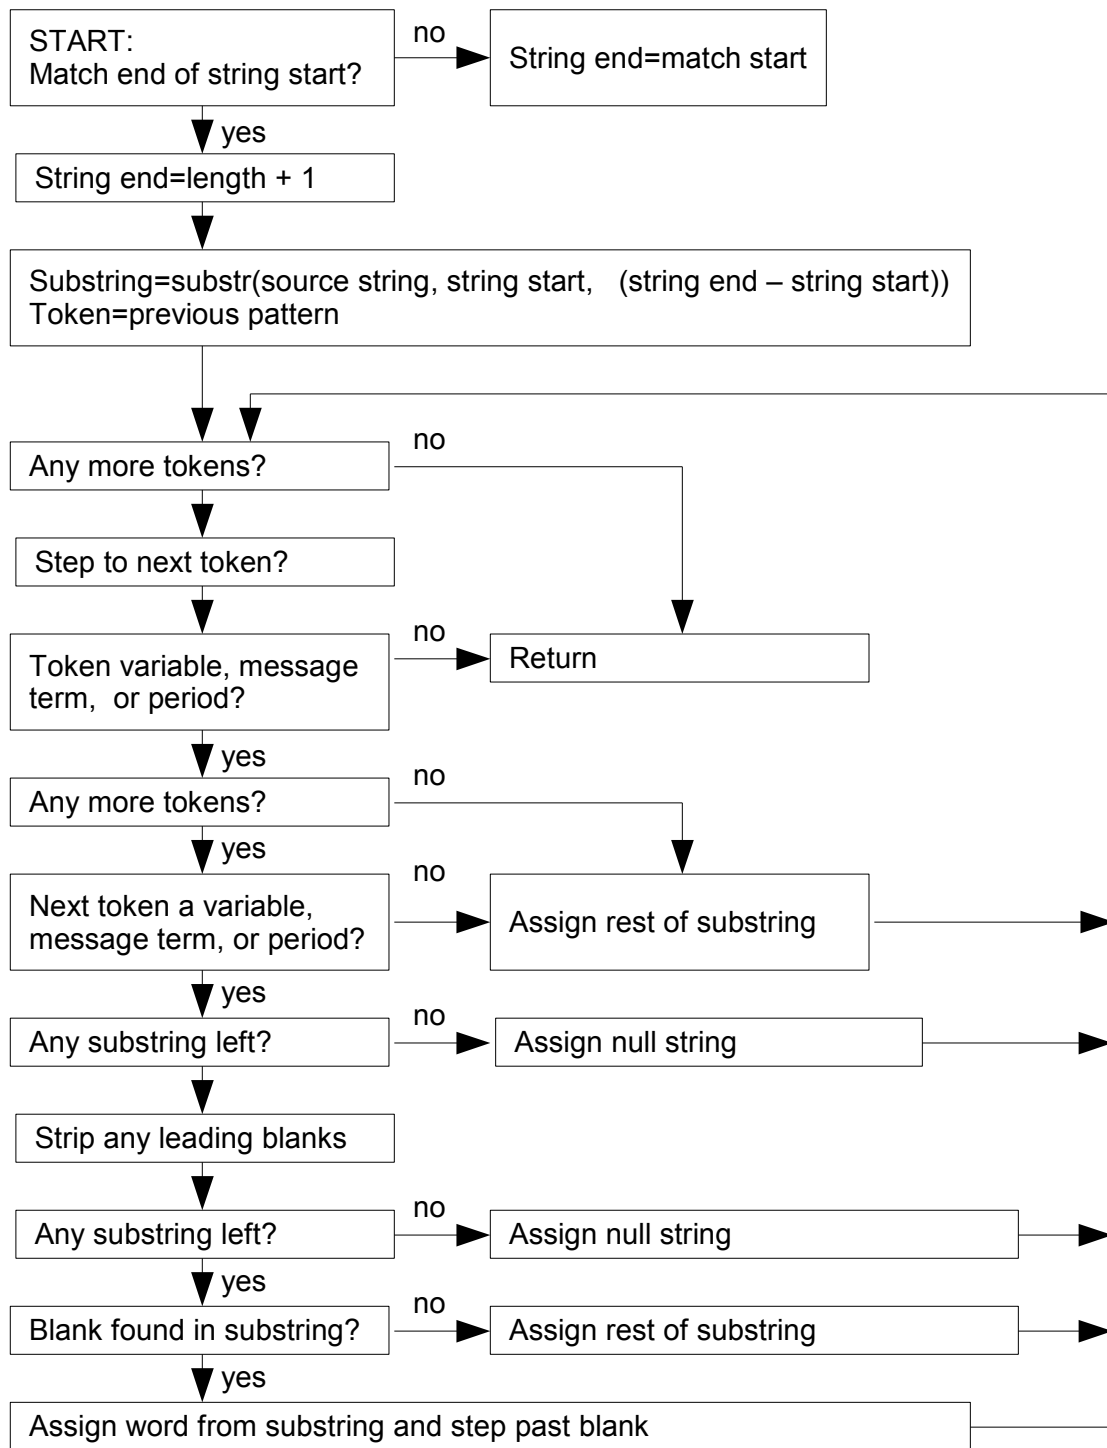 START:
Match end of string start?
no
String end=match start
yes
String end=length + 1
Substring=substr(source string, string start, (string end – string start))
Token=previous pattern
Any more tokens?
no
Step to next token?
Token variable, message
term, or period?
no
Return
yes
Any more tokens?
no
yes
Next token a variable,
message term, or period?
no
Assign rest of substring
yes
Any substring left?
no
Assign null string
Strip any leading blanks
Any substring left?
no
Assign null string
yes
Blank found in substring?
no
Assign rest of substring
yes
Assign word from substring and step past blank